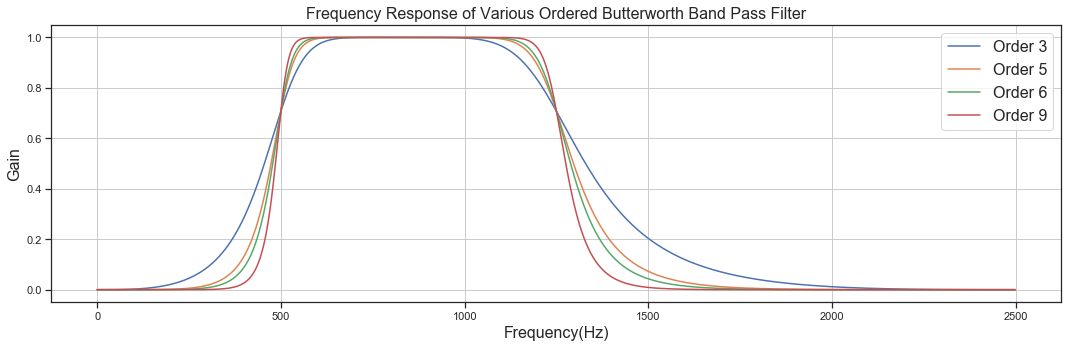 Frequency Response of Various Ordered Butterworth Band Pass Filter
1.0
0.8
0.6
0.4
0.2
0.0
Gain
Order 3
Order 5
Order 6
Order 9
0 500 1000 1500 2000 2500
Frequency(Hz)